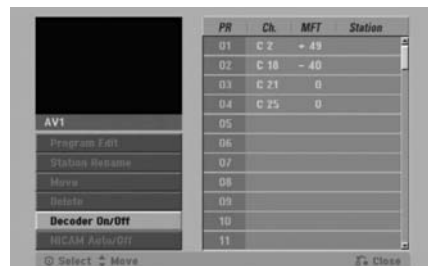 PR Ch. MFT Station
01 C 2 + 49
02 C 18 - 40
03 C 21 0
04 C 25 0
05
06
07
08
09
10
11
AV1
Program Edit
Station Rename
Move
Delete
Decoder On/Off
NICAM Auto/Off
Select Move
Close